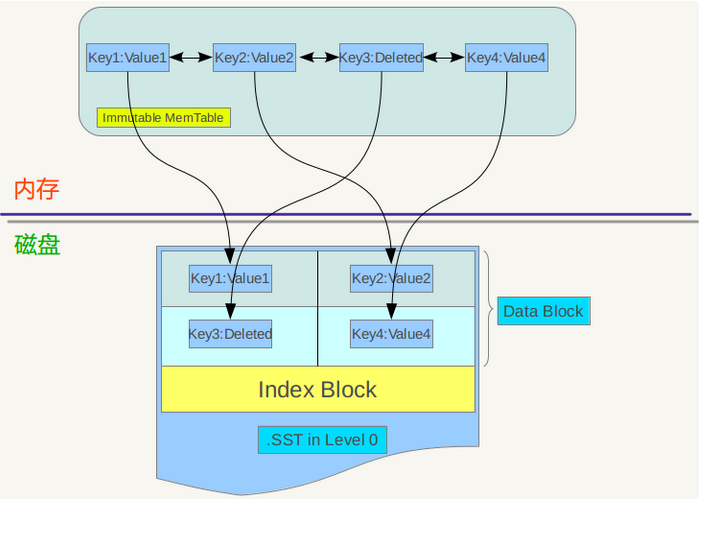 Key1:Value1
Key2:Value2
Key3:Deleted
Key4:Value4
Immutable MemTable
内存
磁盘
Key1:Value1
Key2:Value2
Data Block
Key3:Deleted
Key4:Value4
Index Block
.SST in Level 0